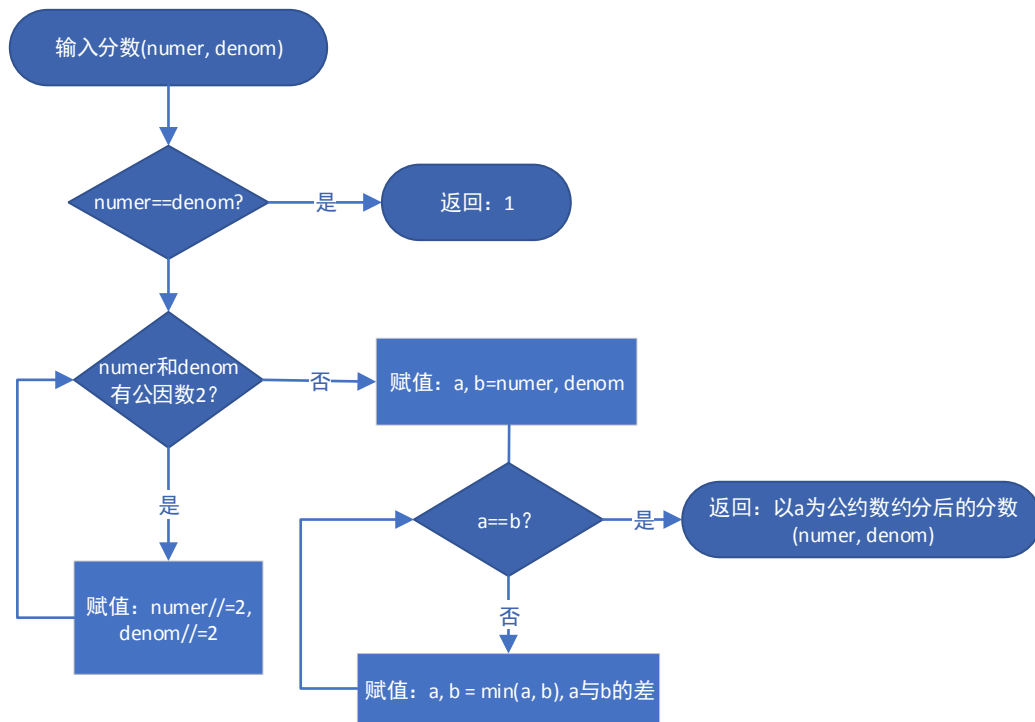 输入分数(numer, denom)
numer==denom?
是
返回：1
numer和denom
有公因数2?
否
赋值：a, b=numer, denom
是
赋值：numer//=2,
denom//=2
a==b?
是
返回：以a为公约数约分后的分数
(numer, denom)
否
赋值：a, b = min(a, b), a与b的差